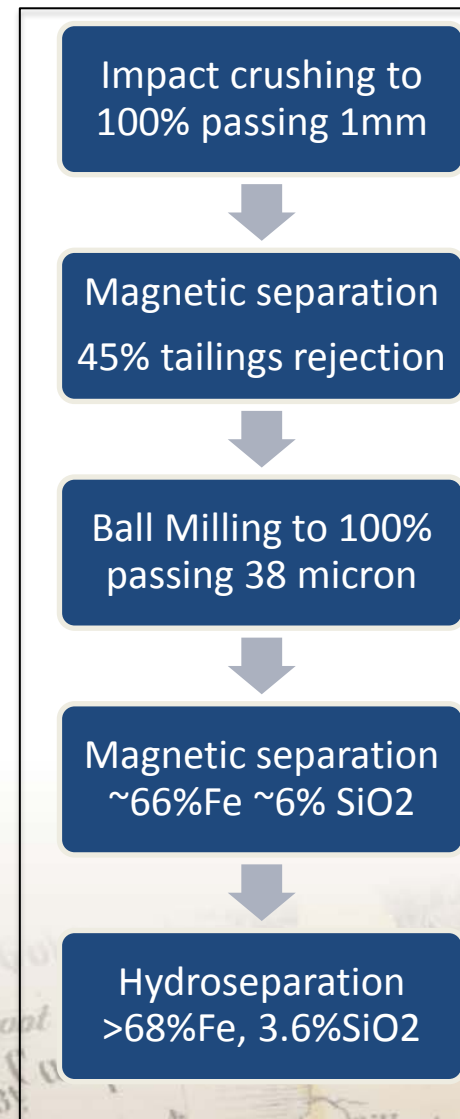 Impact crushing to
100% passing 1mm
Magnetic separation
45% tailings rejection
Ball Milling to 100%
passing 38 micron
Magnetic separation
~66%Fe ~6% SiO2
Hydroseparation
>68%Fe, 3.6%SiO2